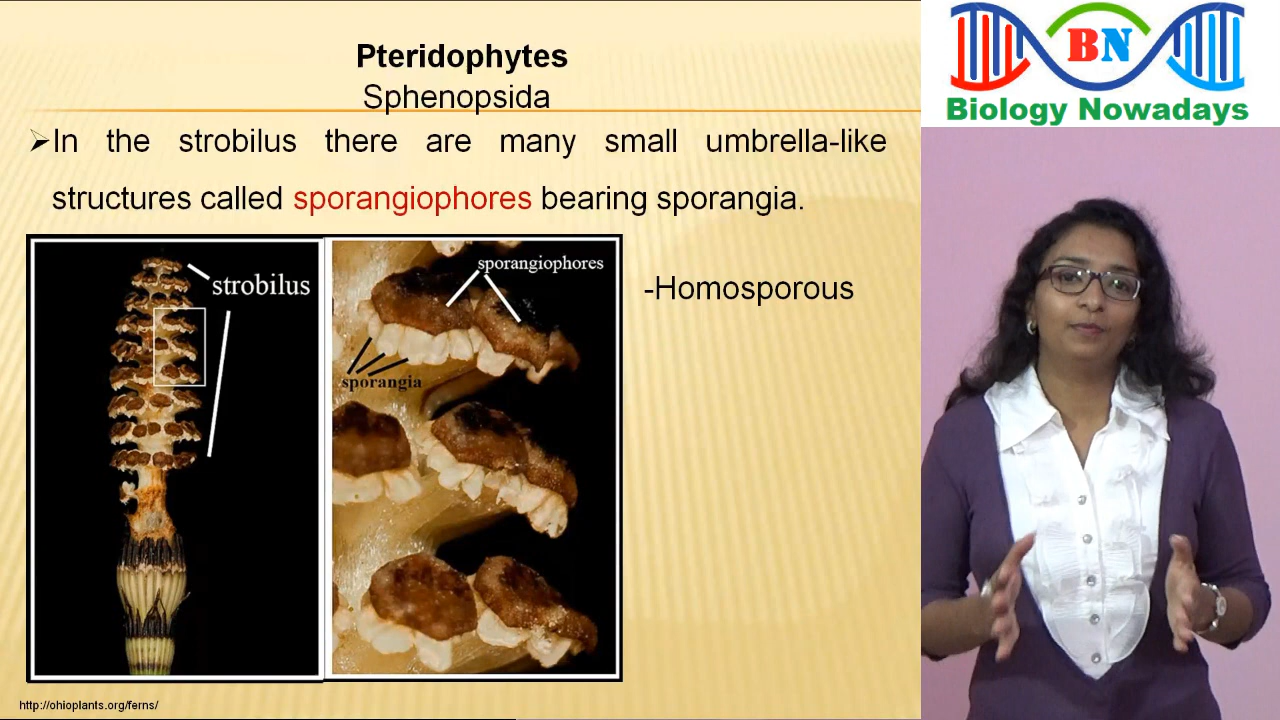 Pteridophytes
Sphenopsida
➢In the strobilus there are many small umbrella-like
structures called sporangiophores bearing sporangia.
strobilus
sporangiophores
sporangia
-Homosporous
http://ohioplants.org/ferns/
BN
Biology Nowadays